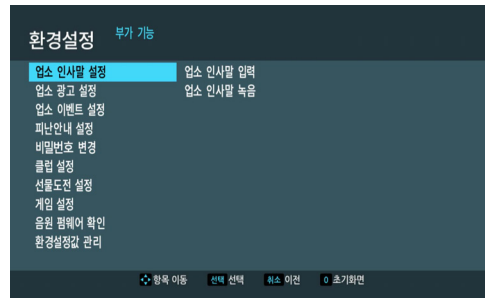 환경설정 부가 기능
업소 인사말 설정 업소 인사말 입력
업소 광고 설정 업소 인사말 녹음
업소 이벤트 설정
피난안내 설정
비밀번호 변경
클럽 설정
선물도전 설정
게임 설정
음원 펌웨어 확인
환경설정값 관리
항목 이동 선택 선택 취소 이전 0 초기화면